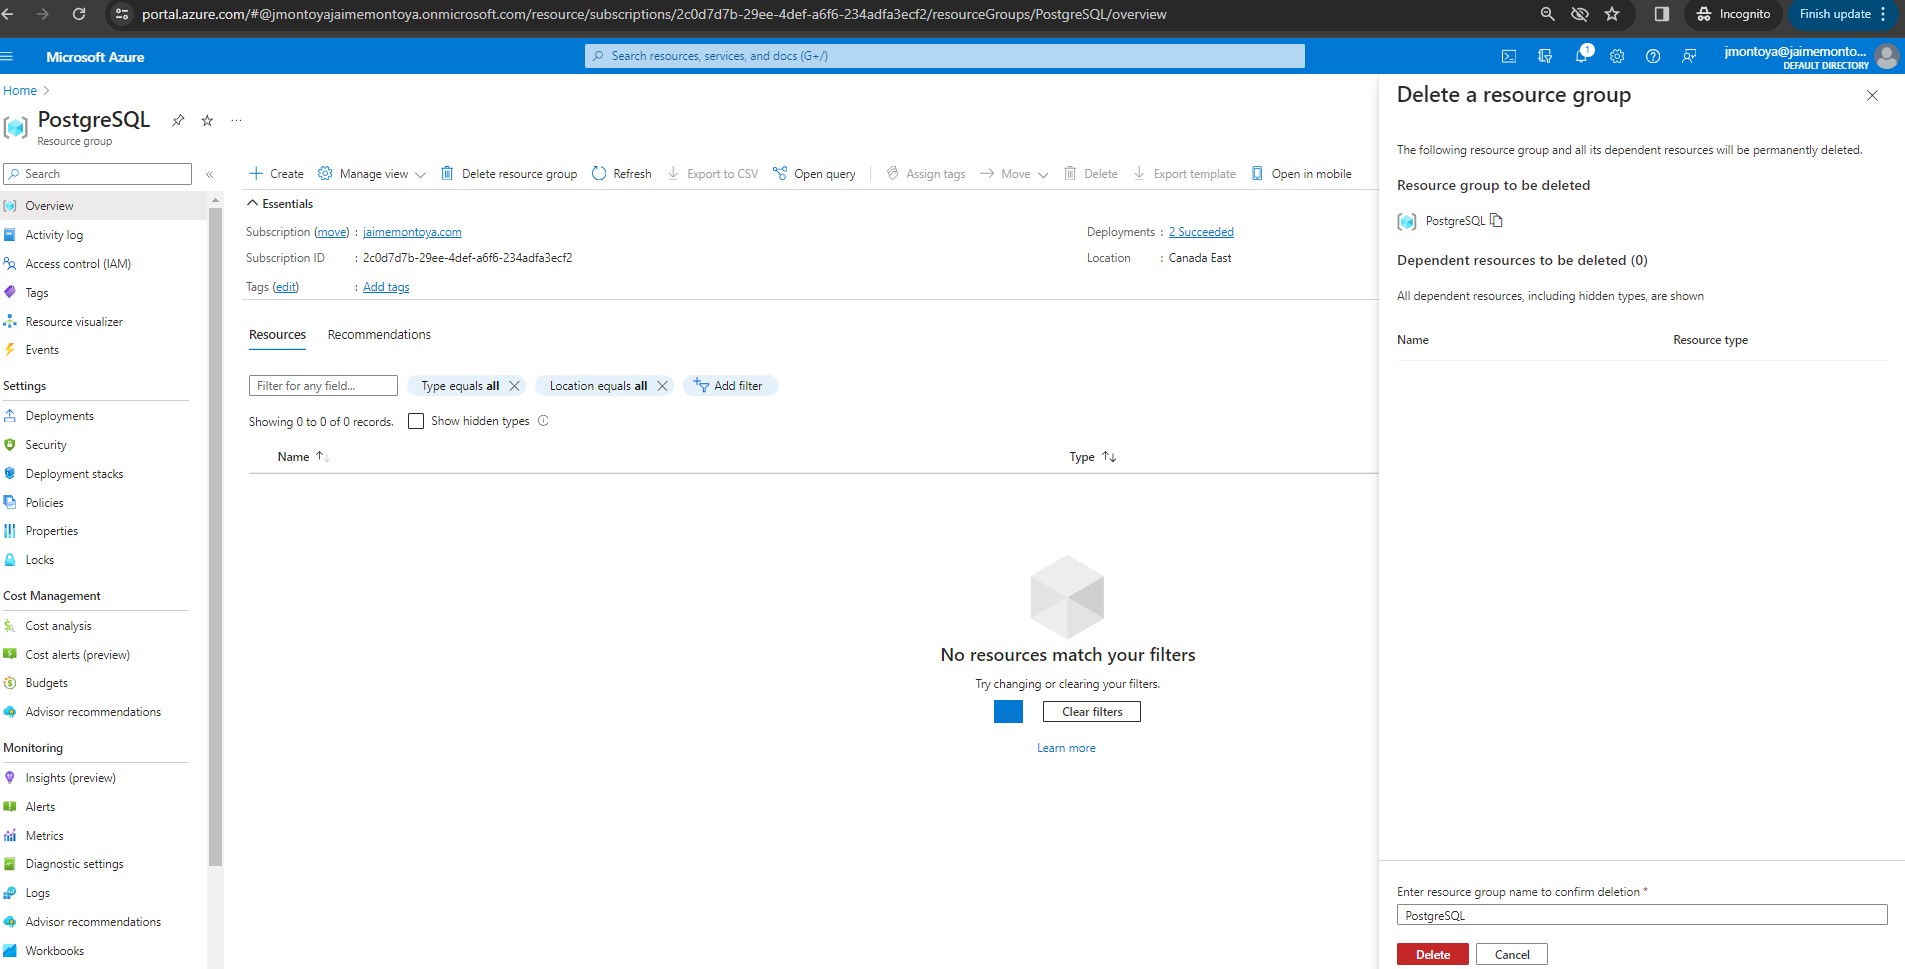 portal.azure.com/#@jmontoyajaimemontoya.onmicrosoft.com/resource/subscriptions/2c0d7d7b-29ee-4def-a6f6-234adfa3ecf2/resourceGroups/PostgreSQL/overview
Incognito
Finish update
Microsoft Azure
Search resources, services, and docs (G+/)
1
jmontoya@jaimemonto...
DEFAULT DIRECTORY
Home
PostgreSQL
Resource group
Search
Overview
Activity log
Access control (IAM)
Tags
Resource visualizer
Events
Settings
Deployments
Security
Deployment stacks
Policies
Properties
Locks
Cost Management
Cost analysis
Cost alerts (preview)
Budgets
Advisor recommendations
Monitoring
Insights (preview)
Alerts
Metrics
Diagnostic settings
Logs
Advisor recommendations
Workbooks
Create Manage view Delete resource group Refresh Export to CSV Open query Assign tags Move Delete Export template Open in mobile
Essentials
Subscription (move) : jaimemontoya.com
Subscription ID : 2c0d7d7b-29ee-4def-a6f6-234adfa3ecf2
Tags (edit) : Add tags
Deployments : 2 Succeeded
Location : Canada East
Resources Recommendations
Filter for any field... Type equals all Location equals all Add filter
Showing 0 to 0 of 0 records. Show hidden types
Name Type
No resources match your filters
Try changing or clearing your filters.
Clear filters
Learn more
Delete a resource group
The following resource group and all its dependent resources will be permanently deleted.
Resource group to be deleted
PostgreSQL
Dependent resources to be deleted (0)
All dependent resources, including hidden types, are shown
Name Resource type
Enter resource group name to confirm deletion *
PostgreSQL
Delete Cancel